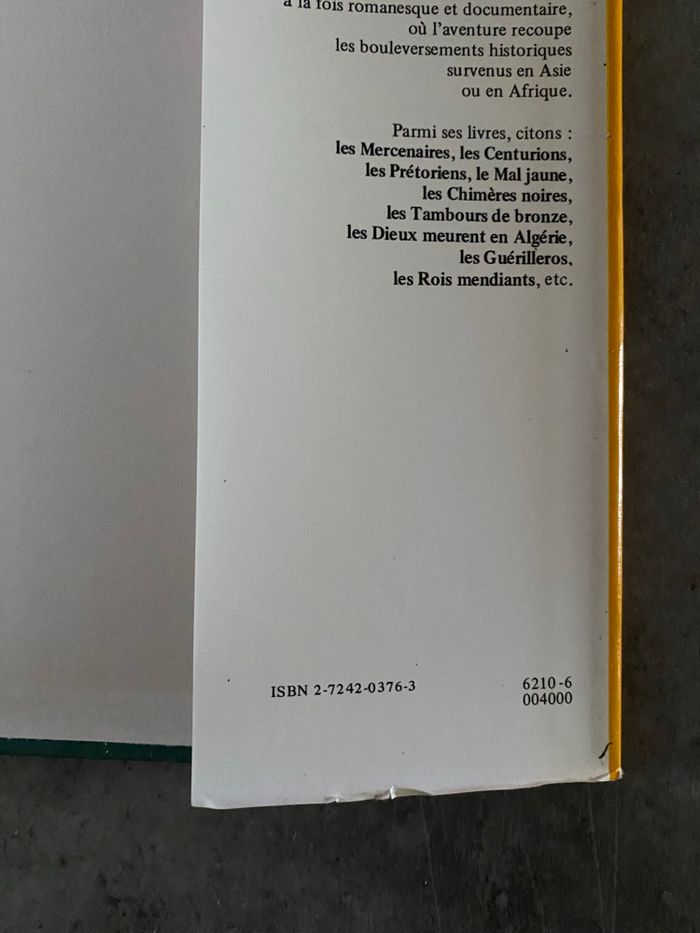 à la fois romanesque et documentaire,
où l'aventure recoupe
les bouleversements historiques
survenus en Asie
ou en Afrique.
Parmi ses livres, citons :
les Mercenaires, les Centurions,
les Prétoriens, le Mal jaune,
les Chimères noires,
les Tambours de bronze,
les Dieux meurent en Algérie,
les Guérilleros,
les Rois mendiants, etc.
ISBN 2-7242-0376-3
6210-6
004000